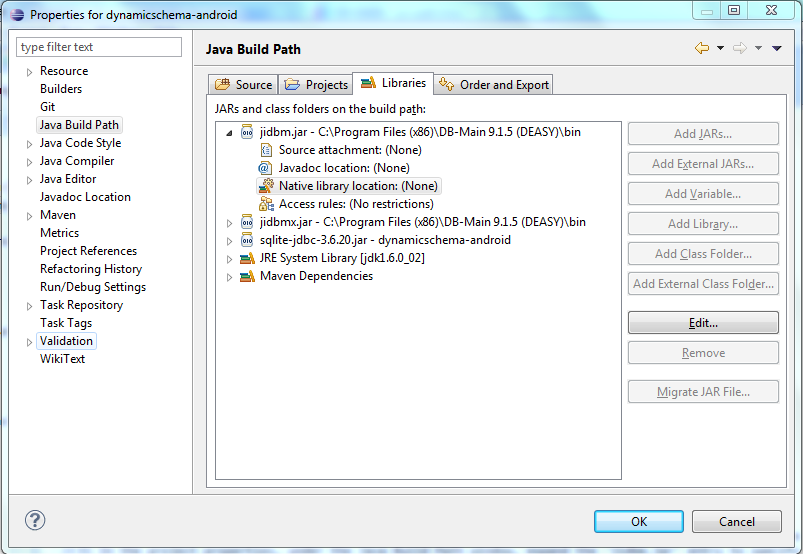 Properties for dynamicschema-android
type filter text
Resource
Builders
Git
Java Build Path
Java Code Style
Java Compiler
Java Editor
Javadoc Location
Maven
Metrics
Project References
Refactoring History
Run/Debug Settings
Task Repository
Task Tags
Validation
WikiText
Java Build Path
Source
Projects
Libraries
Order and Export
JARs and class folders on the build path:
jidbm.jar - C:\Program Files (x86)\DB-Main 9.1.5 (DEASY)\bin
Source attachment: (None)
Javadoc location: (None)
Native library location: (None)
Access rules: (No restrictions)
jidbmx.jar - C:\Program Files (x86)\DB-Main 9.1.5 (DEASY)\bin
sqlite-jdbc-3.6.20.jar - dynamicschema-android
JRE System Library [jdk1.6.0_02]
Maven Dependencies
Add JARs...
Add External JARs...
Add Variable...
Add Library...
Add Class Folder...
Add External Class Folder...
Edit...
Remove
Migrate JAR File...
OK
Cancel